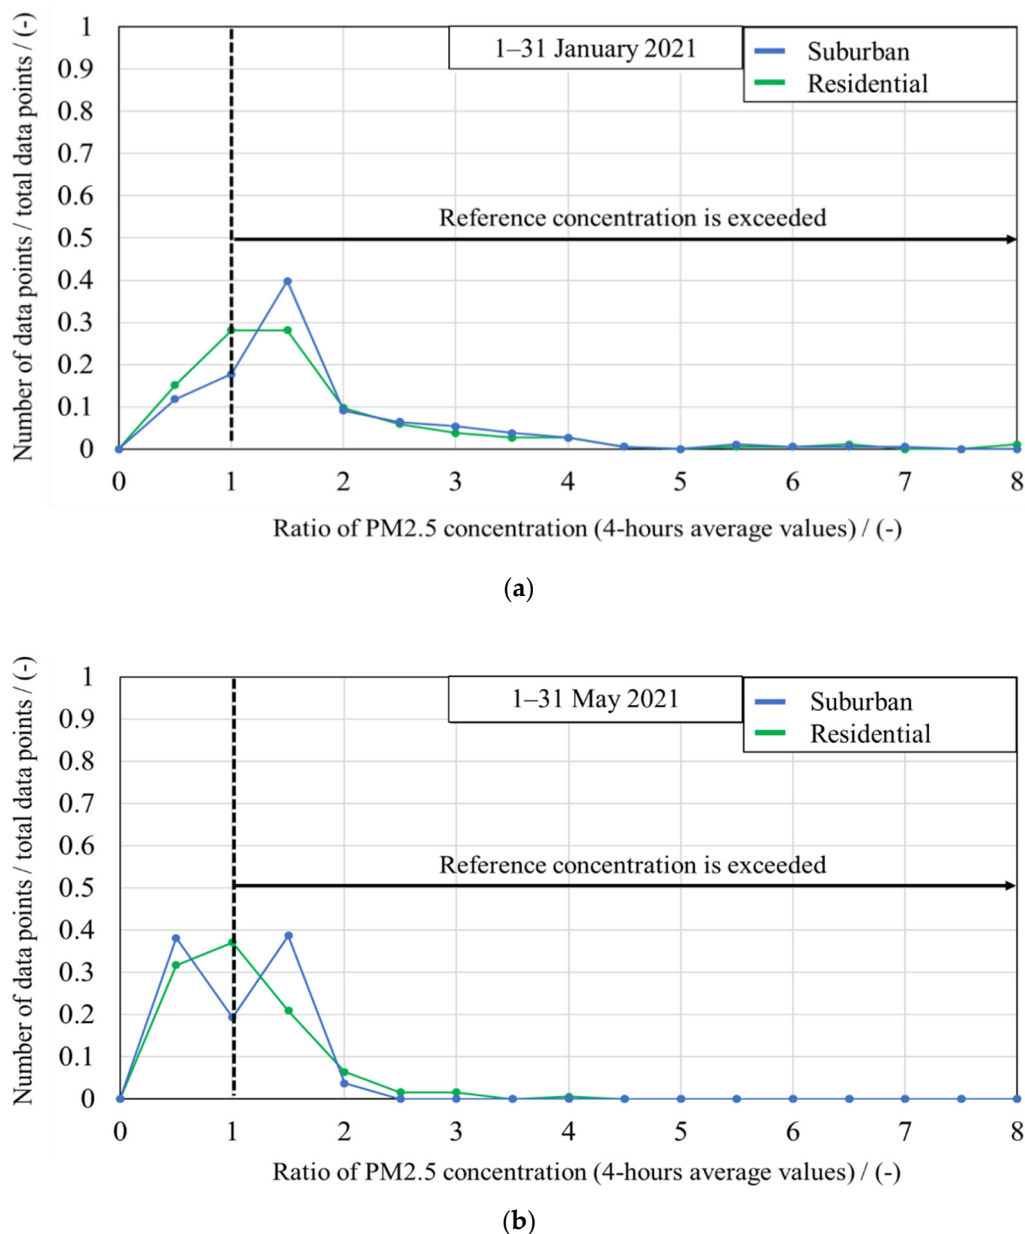 (a)
1–31 January 2021
Suburban
Residential
Number of data points / total data points / (-)
1
0.9
0.8
0.7
0.6
0.5
0.4
0.3
0.2
0.1
0
Reference concentration is exceeded
0 1 2 3 4 5 6 7 8
Ratio of PM2.5 concentration (4-hours average values) / (-)
(a)
1–31 May 2021
Suburban
Residential
Number of data points / total data points / (-)
1
0.9
0.8
0.7
0.6
0.5
0.4
0.3
0.2
0.1
0
Reference concentration is exceeded
0 1 2 3 4 5 6 7 8
Ratio of PM2.5 concentration (4-hours average values) / (-)
(b)